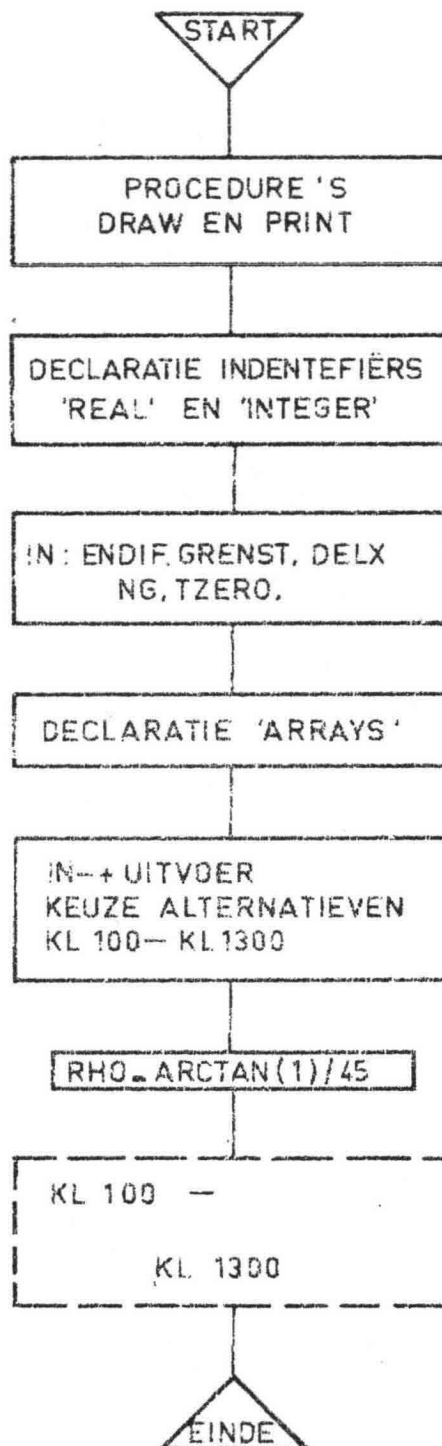 START
PROCEDURE'S
DRAW EN PRINT
DECLARATIE INDENTEFIËRS
'REAL' EN 'INTEGER'
IN: ENDIF. GRENST, DELX
NG, TZERO.
DECLARATIE 'ARRAYS'
IN-+ UITVOER
KEUZE ALTERNATIEVEN
KL 100 — KL 1300
RHO = ARCTAN(1)/45
KL 100 —
KL 1300
EINDE